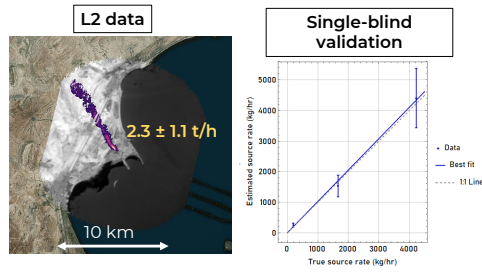 L2 data
2.3 ± 1.1 t/h
10 km
Single-blind
validation
Estimated source rate (kg/hr)
5000
4000
3000
2000
1000
0
0 1000 2000 3000 4000
True source rate (kg/hr)
Data
Best fit
1:1 Line